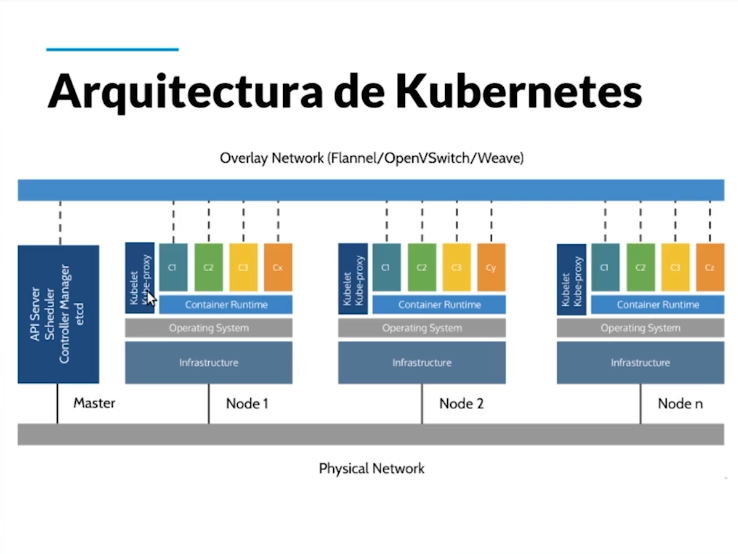 Arquitectura de Kubernetes
Overlay Network (Flannel/OpenVSwitch/Weave)
API Server
Scheduler
Controller Manager
etcd
Kubelet
Kube-proxy
C1
C2
C3
Cx
Container Runtime
Operating System
Infrastructure
Kubelet
Kube-proxy
C1
C2
C3
Cy
Container Runtime
Operating System
Infrastructure
Kubelet
Kube-proxy
C1
C2
C3
Cz
Container Runtime
Operating System
Infrastructure
Master
Node 1
Node 2
Node n
Physical Network